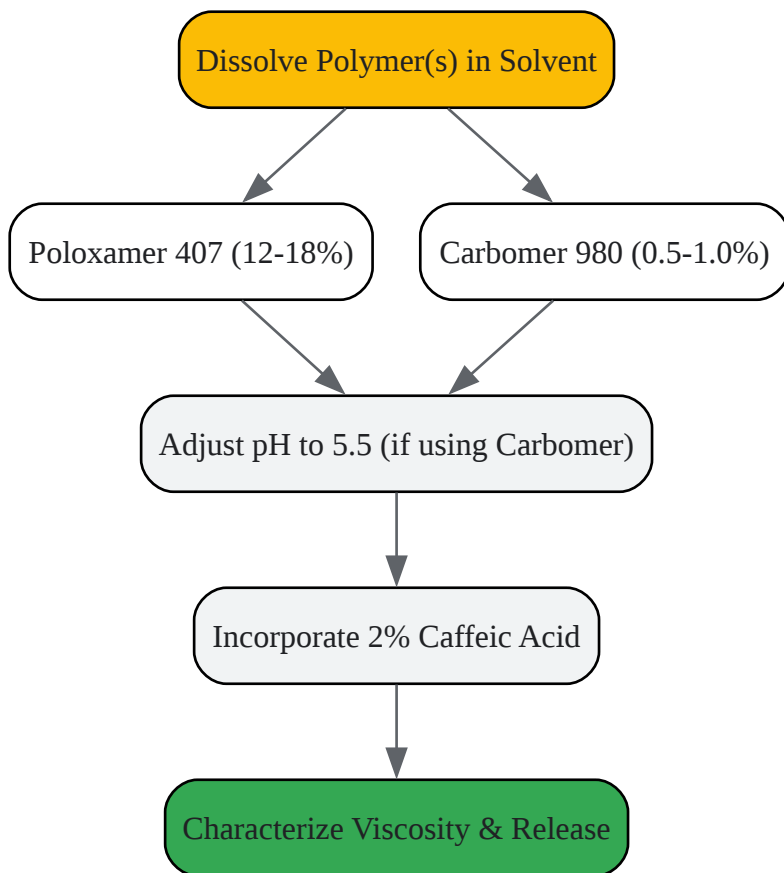 Dissolve Polymer(s) in Solvent
Poloxamer 407 (12-18%)
Carbomer 980 (0.5-1.0%)
Adjust pH to 5.5 (if using Carbomer)
Incorporate 2% Caffeic Acid
Characterize Viscosity & Release